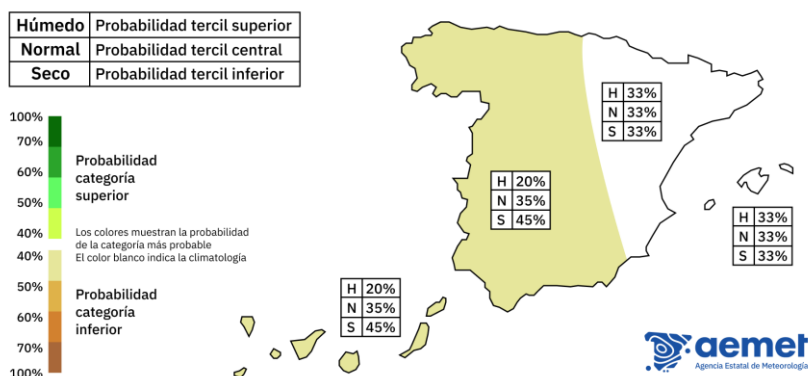 Húmedo Probabilidad tercil superior
Normal Probabilidad tercil central
Seco Probabilidad tercil inferior
100%
70%
60%
50%
40%
40%
50%
60%
70%
100%
Probabilidad
categoría
superior
Los colores muestran la probabilidad
de la categoría más probable
El color blanco indica la climatología
Probabilidad
categoría
inferior
H 33%
N 33%
S 33%
H 20%
N 35%
S 45%
H 33%
N 33%
S 33%
H 20%
N 35%
S 45%
aemet
Agencia Estatal de Meteorología